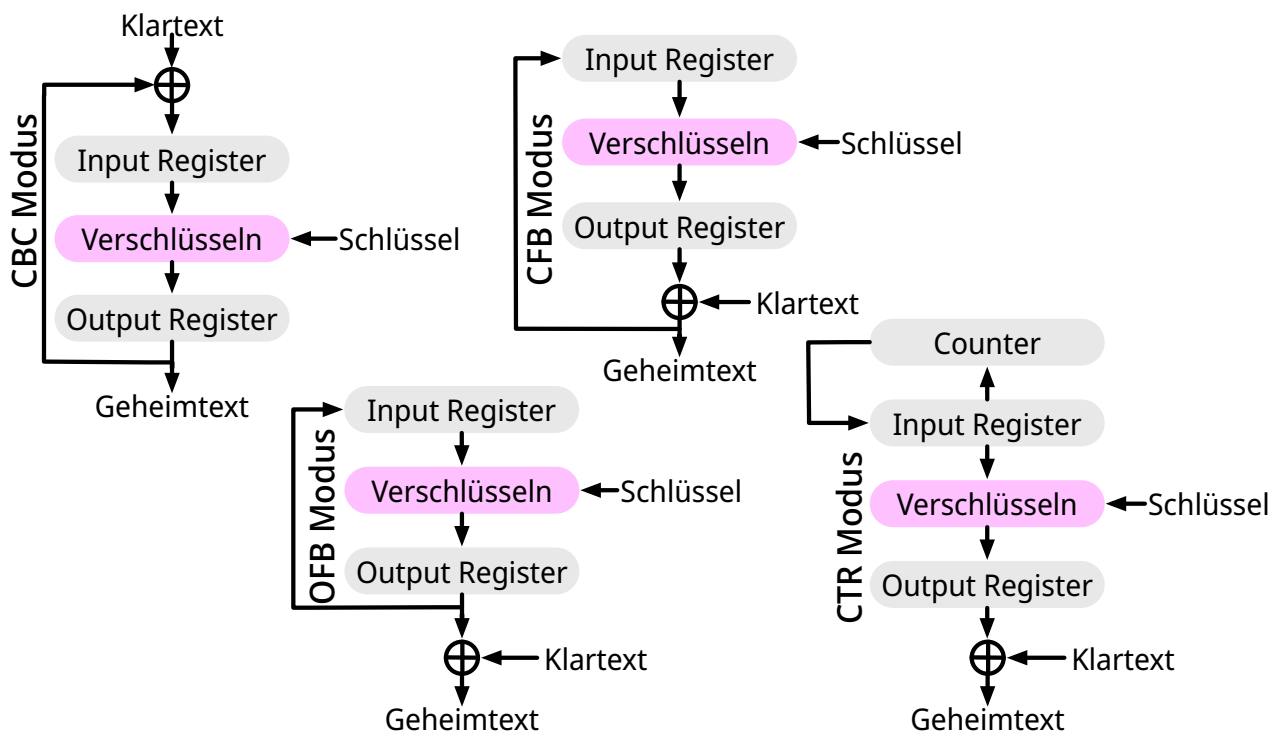 Klartext
CBC Modus
Input Register
Verschlüsseln
Schlüssel
Output Register
Geheimtext
Input Register
CFB Modus
Verschlüsseln
Schlüssel
Output Register
Klartext
Geheimtext
Input Register
OFB Modus
Verschlüsseln
Schlüssel
Output Register
Klartext
Geheimtext
Counter
Input Register
CTR Modus
Verschlüsseln
Schlüssel
Output Register
Klartext
Geheimtext